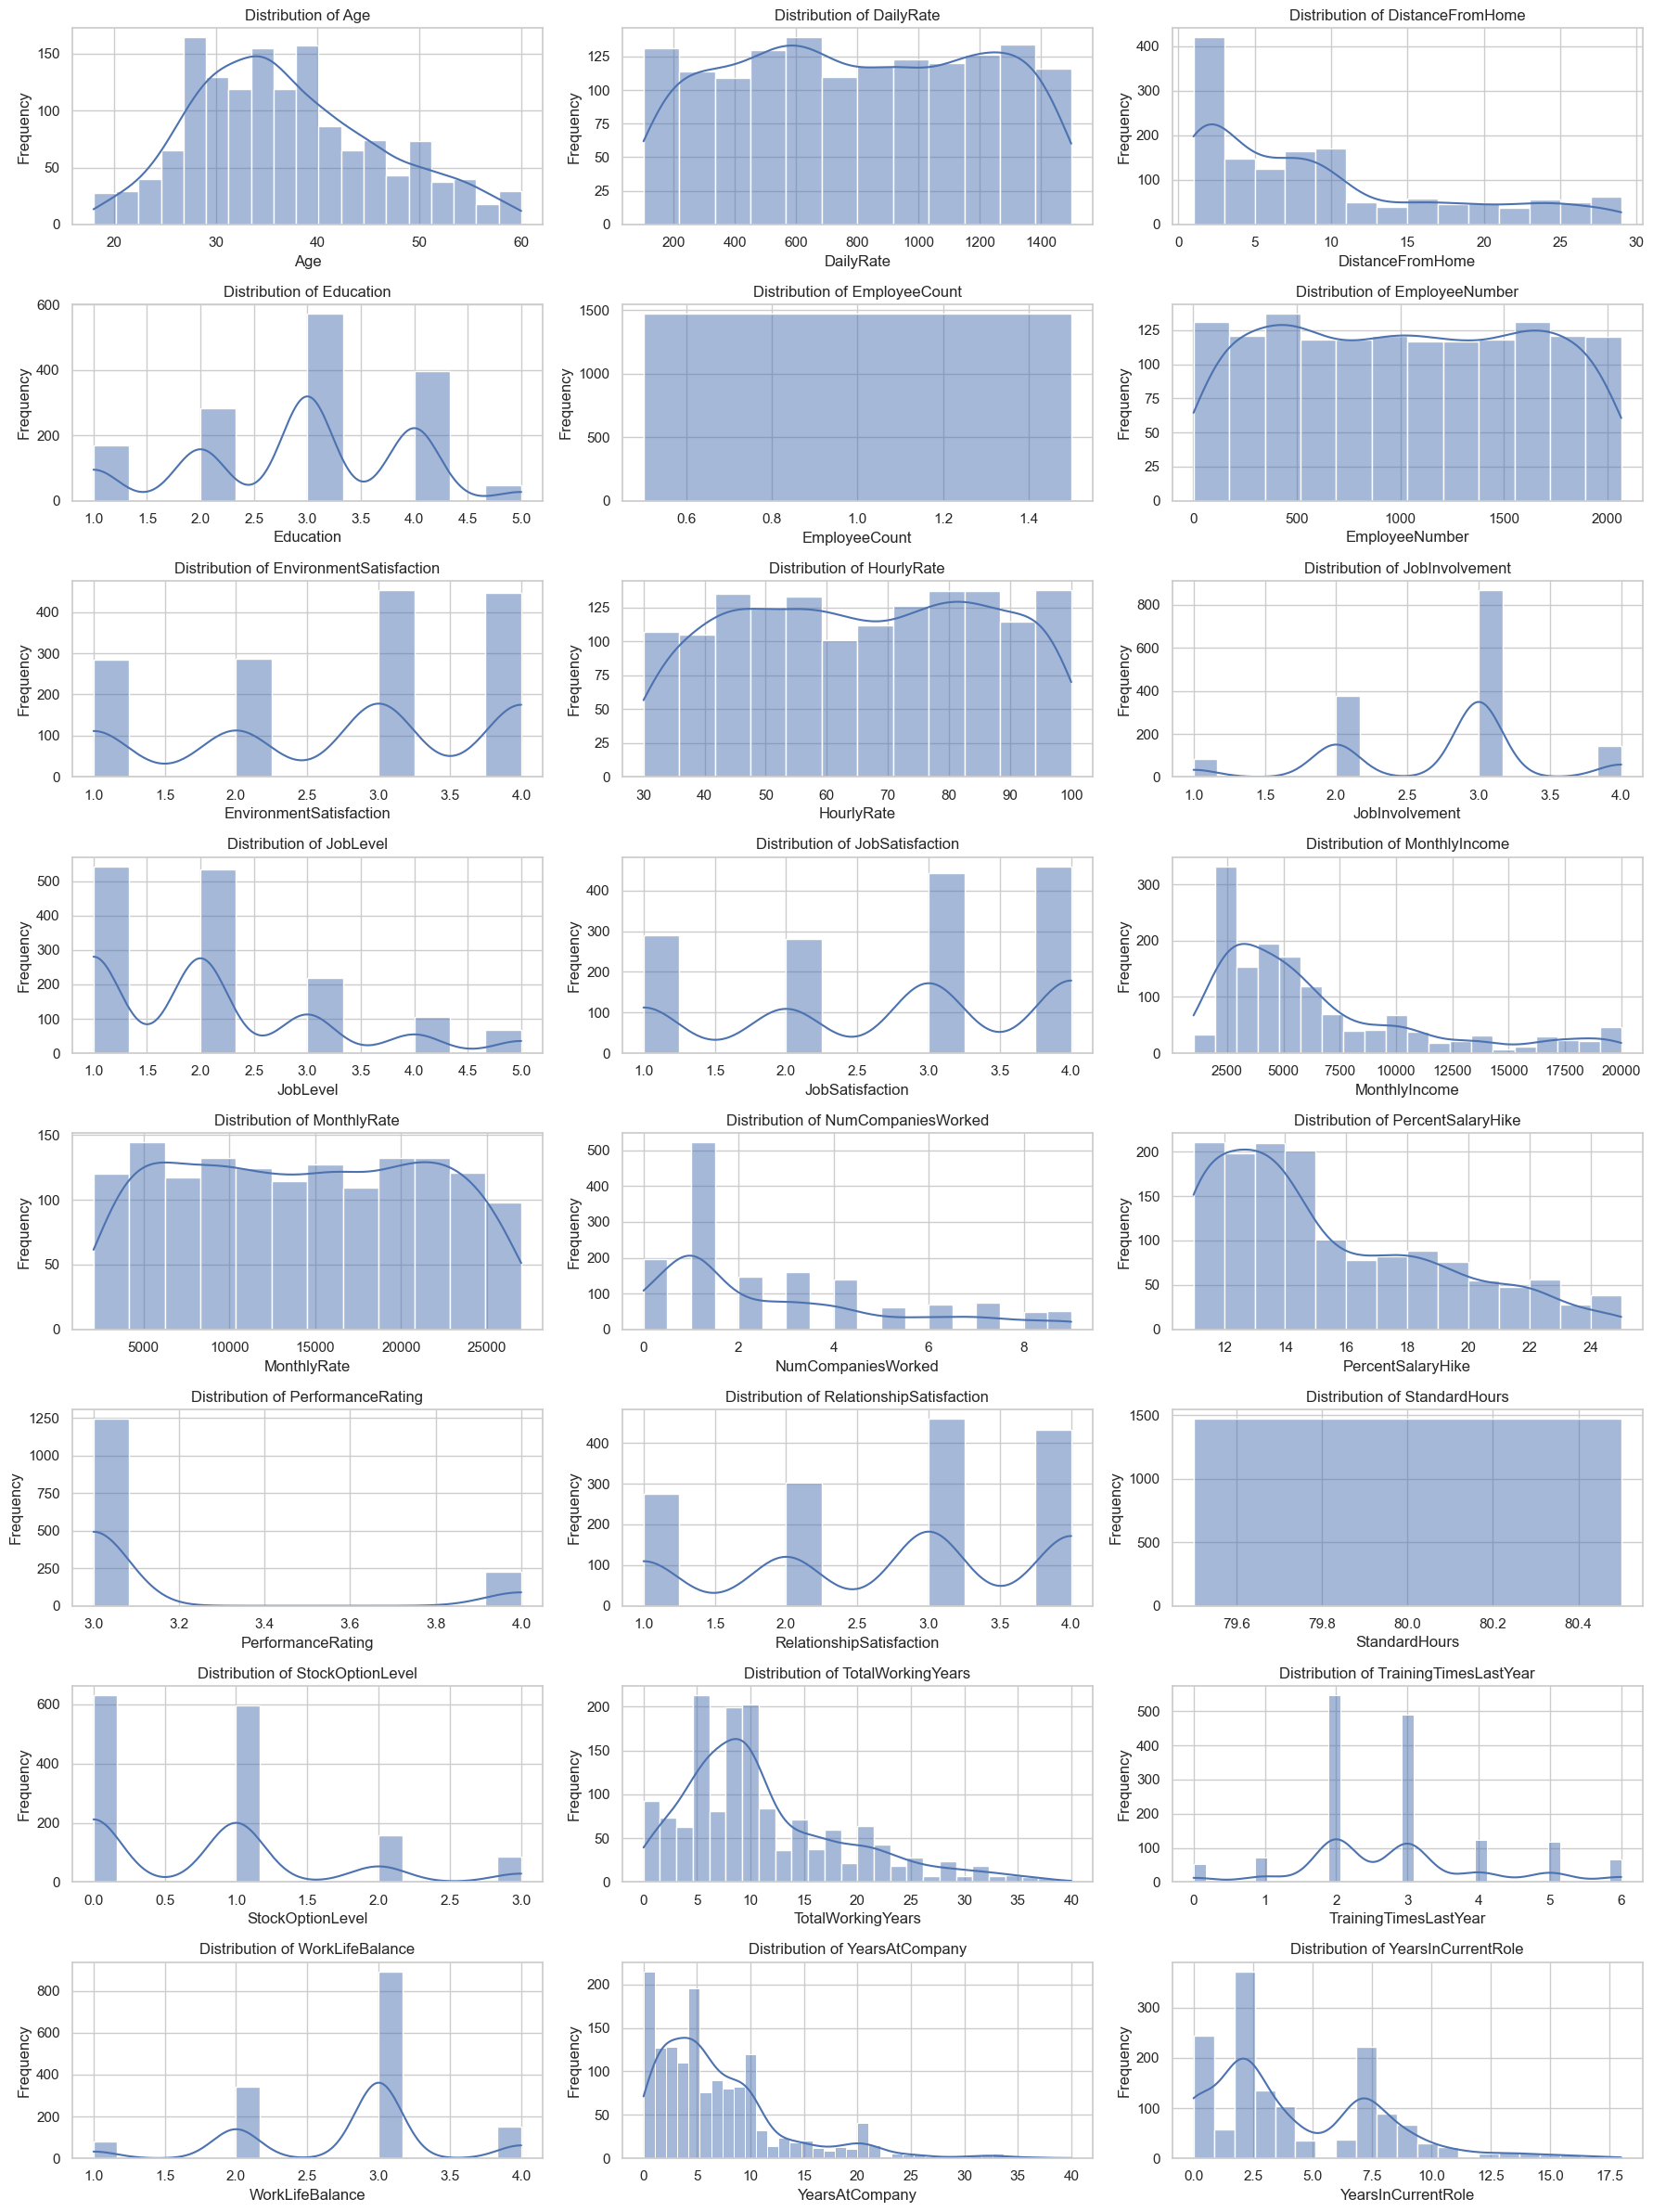 Distribution of Age
Distribution of DailyRate
Distribution of DistanceFromHome
Frequency
150
100
50
0
20 30 40 50 60
Age
Frequency
125
100
75
50
25
0
200 400 600 800 1000 1200 1400
DailyRate
Frequency
400
300
200
100
0
0 5 10 15 20 25 30
DistanceFromHome
Distribution of Education
Distribution of EmployeeCount
Distribution of EmployeeNumber
Frequency
600
400
200
0
1.0 1.5 2.0 2.5 3.0 3.5 4.0 4.5 5.0
Education
Frequency
1500
1000
500
0
0.6 0.8 1.0 1.2 1.4
EmployeeCount
Frequency
125
100
75
50
25
0
0 500 1000 1500 2000
EmployeeNumber
Distribution of EnvironmentSatisfaction
Distribution of HourlyRate
Distribution of JobInvolvement
Frequency
400
300
200
100
0
1.0 1.5 2.0 2.5 3.0 3.5 4.0
EnvironmentSatisfaction
Frequency
125
100
75
50
25
0
30 40 50 60 70 80 90 100
HourlyRate
Frequency
800
600
400
200
0
1.0 1.5 2.0 2.5 3.0 3.5 4.0
JobInvolvement
Distribution of JobLevel
Distribution of JobSatisfaction
Distribution of MonthlyIncome
Frequency
500
400
300
200
100
0
1.0 1.5 2.0 2.5 3.0 3.5 4.0 4.5 5.0
JobLevel
Frequency
400
300
200
100
0
1.0 1.5 2.0 2.5 3.0 3.5 4.0
JobSatisfaction
Frequency
300
200
100
0
2500 5000 7500 10000 12500 15000 17500 20000
MonthlyIncome
Distribution of MonthlyRate
Distribution of NumCompaniesWorked
Distribution of PercentSalaryHike
Frequency
150
100
50
0
5000 10000 15000 20000 25000
MonthlyRate
Frequency
500
400
300
200
100
0
0 2 4 6 8
NumCompaniesWorked
Frequency
200
150
100
50
0
12 14 16 18 20 22 24
PercentSalaryHike
Distribution of PerformanceRating
Distribution of RelationshipSatisfaction
Distribution of StandardHours
Frequency
1250
1000
750
500
250
0
3.0 3.2 3.4 3.6 3.8 4.0
PerformanceRating
Frequency
400
300
200
100
0
1.0 1.5 2.0 2.5 3.0 3.5 4.0
RelationshipSatisfaction
Frequency
1500
1000
500
0
79.6 79.8 80.0 80.2 80.4
StandardHours
Distribution of StockOptionLevel
Distribution of TotalWorkingYears
Distribution of TrainingTimesLastYear
Frequency
600
400
200
0
0.0 0.5 1.0 1.5 2.0 2.5 3.0
StockOptionLevel
Frequency
200
150
100
50
0
0 5 10 15 20 25 30 35 40
TotalWorkingYears
Frequency
500
400
300
200
100
0
0 1 2 3 4 5 6
TrainingTimesLastYear
Distribution of WorkLifeBalance
Distribution of YearsAtCompany
Distribution of YearsInCurrentRole
Frequency
800
600
400
200
0
1.0 1.5 2.0 2.5 3.0 3.5 4.0
WorkLifeBalance
Frequency
200
150
100
50
0
0 5 10 15 20 25 30 35 40
YearsAtCompany
Frequency
300
200
100
0
0.0 2.5 5.0 7.5 10.0 12.5 15.0 17.5
YearsInCurrentRole